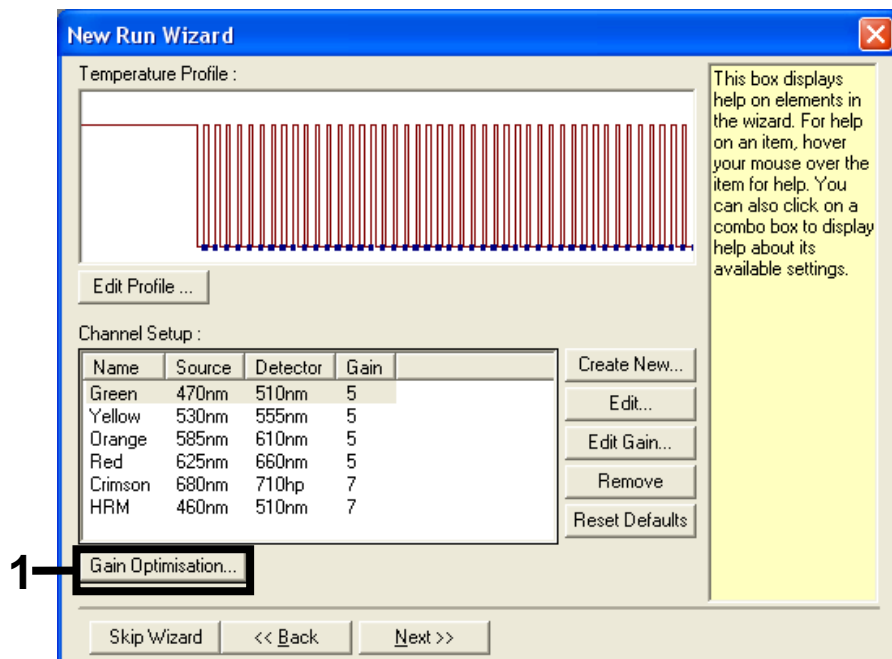 New Run Wizard
Temperature Profile :
This box displays
help on elements in
the wizard. For help
on an item, hover
your mouse over the
item for help. You
can also click on a
combo box to display
help about its
available settings.
Edit Profile ...
Channel Setup :
Name Source Detector Gain
Green 470nm 510nm 5
Yellow 530nm 555nm 5
Orange 585nm 610nm 5
Red 625nm 660nm 5
Crimson 680nm 710hp 7
HRM 460nm 510nm 7
Create New...
Edit...
Edit Gain...
Remove
Reset Defaults
1
Gain Optimisation...
Skip Wizard
<< Back
Next >>